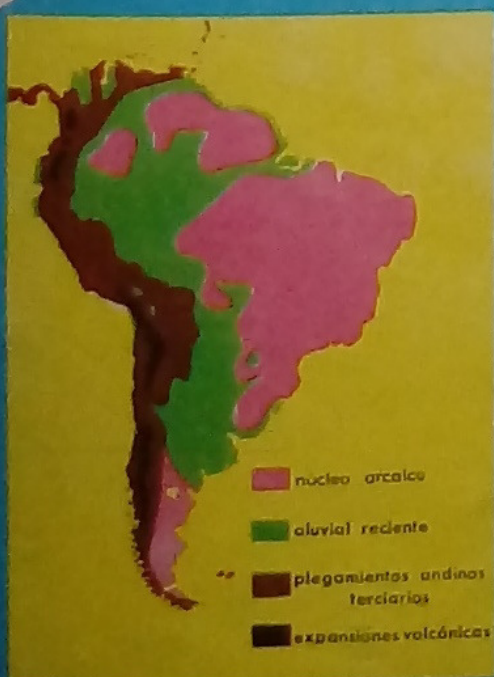 núcleo arcaico
aluvial reciente
plegamientos andinos
terciarios
expansiones volcánicas